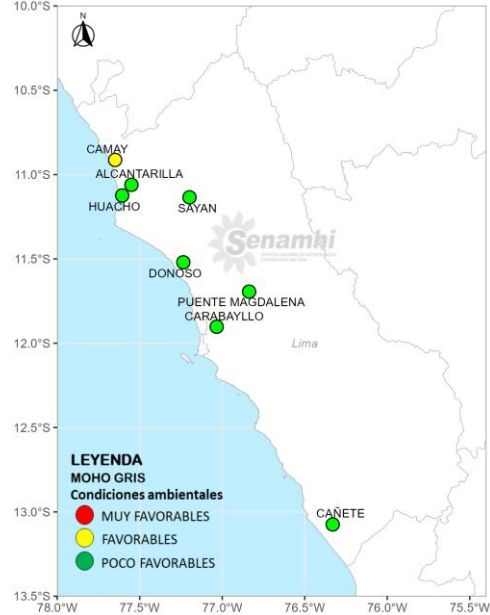 10.0°S
N
10.5°S
CAMAY
11.0°S
ALCANTARILLA
HUACHO
SAYAN
Senamhi
11.5°S
DONOSO
PUENTE MAGDALENA
CARABAYLLO
12.0°S
Lima
12.5°S
LEYENDA
MOHO GRIS
Condiciones ambientales
MUY FAVORABLES
FAVORABLES
POCO FAVORABLES
CAÑETE
13.0°S
13.5°S
78.0°W 77.5°W 77.0°W 76.5°W 76.0°W 75.5°W